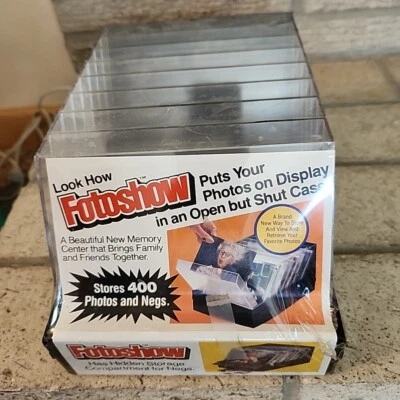 Look How
Fotoshow™
Puts Your
Photos on Display
in an Open but Shut Case
A Beautiful New Memory
Center that Brings Family
and Friends Together.
Stores 400
Photos and Negs.
A Brand
New Way To Store
And View And
Retrieve Your
Favorite Photos
Fotoshow
Has Hidden Storage
Compartment for Negs.